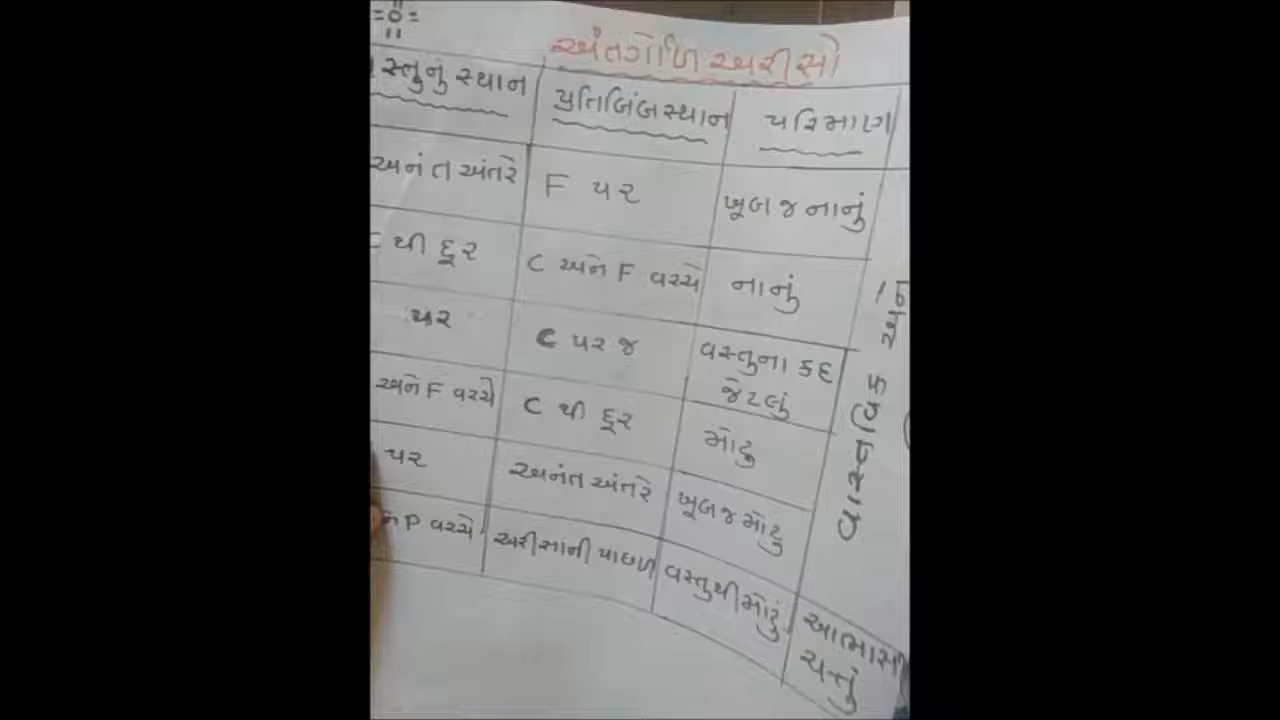 અંતર્ગોળ અરીસો
સ્તુનું સ્થાન પ્રતિબિંબસ્થાન પરિમાણ
અનંત અંતરે F પર ખૂબ જ નાનું
C થી દૂર C અને F વચ્ચે નાનું
પર C પર જ વસ્તુના કદ
જેટલું
અને F વચ્ચે C થી દૂર મોટુ
પર અનંત અંતરે ખૂબ જ મોટુ
ને P વચ્ચે અરીસાની પાછળ વસ્તુથી મોટું
વાસ્તવિક અને
આભાસી
ચત્તું